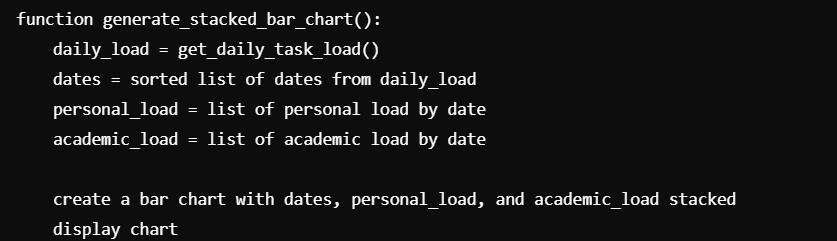 function generate_stacked_bar_chart():
    daily_load = get_daily_task_load()
    dates = sorted list of dates from daily_load
    personal_load = list of personal load by date
    academic_load = list of academic load by date

    create a bar chart with dates, personal_load, and academic_load stacked
    display chart